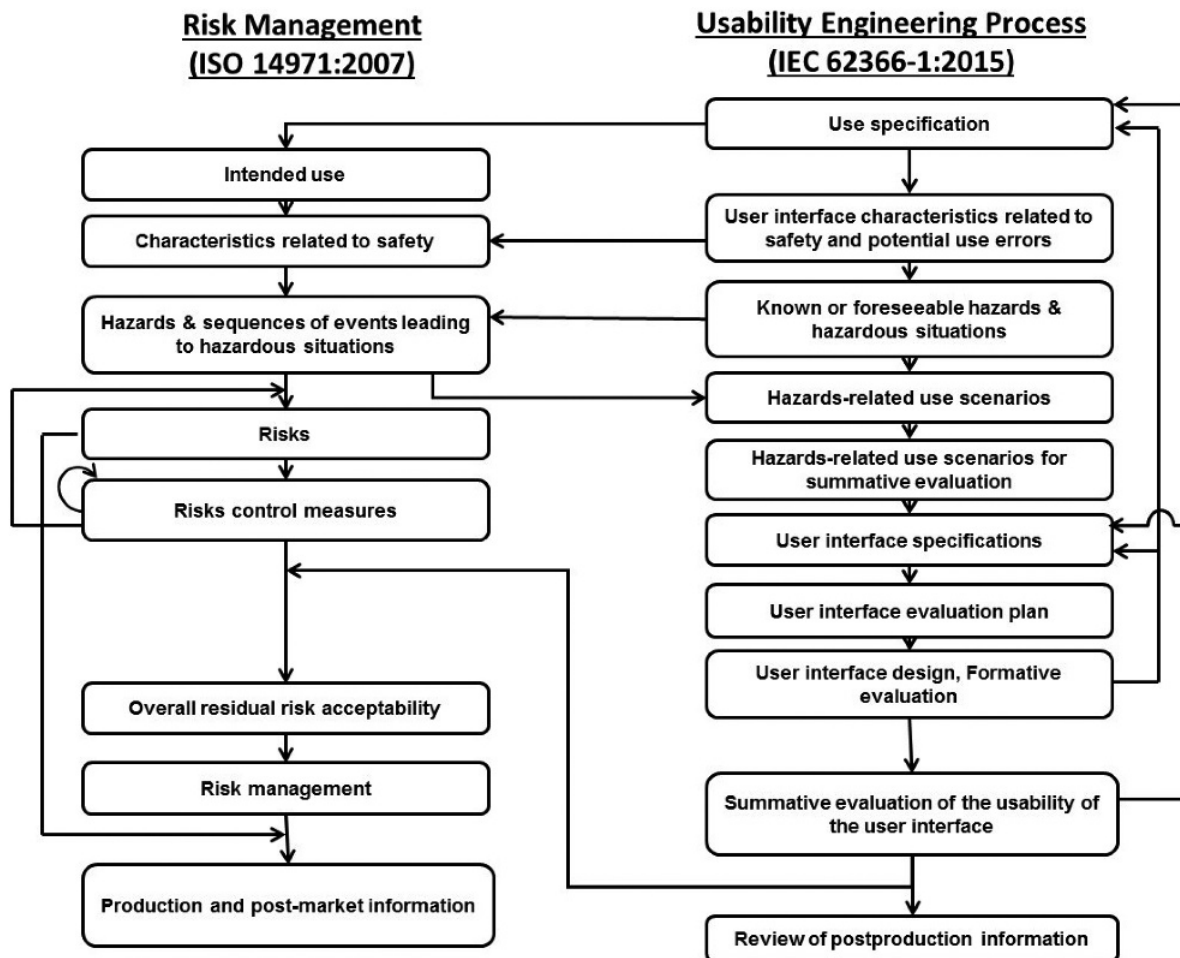 Risk Management
(ISO 14971:2007)
Intended use
Characteristics related to safety
Hazards & sequences of events leading
to hazardous situations
Risks
Risks control measures
Overall residual risk acceptability
Risk management
Production and post-market information
Usability Engineering Process
(IEC 62366-1:2015)
Use specification
User interface characteristics related to
safety and potential use errors
Known or foreseeable hazards &
hazardous situations
Hazards-related use scenarios
Hazards-related use scenarios for
summative evaluation
User interface specifications
User interface evaluation plan
User interface design, Formative
evaluation
Summative evaluation of the usability of
the user interface
Review of postproduction information